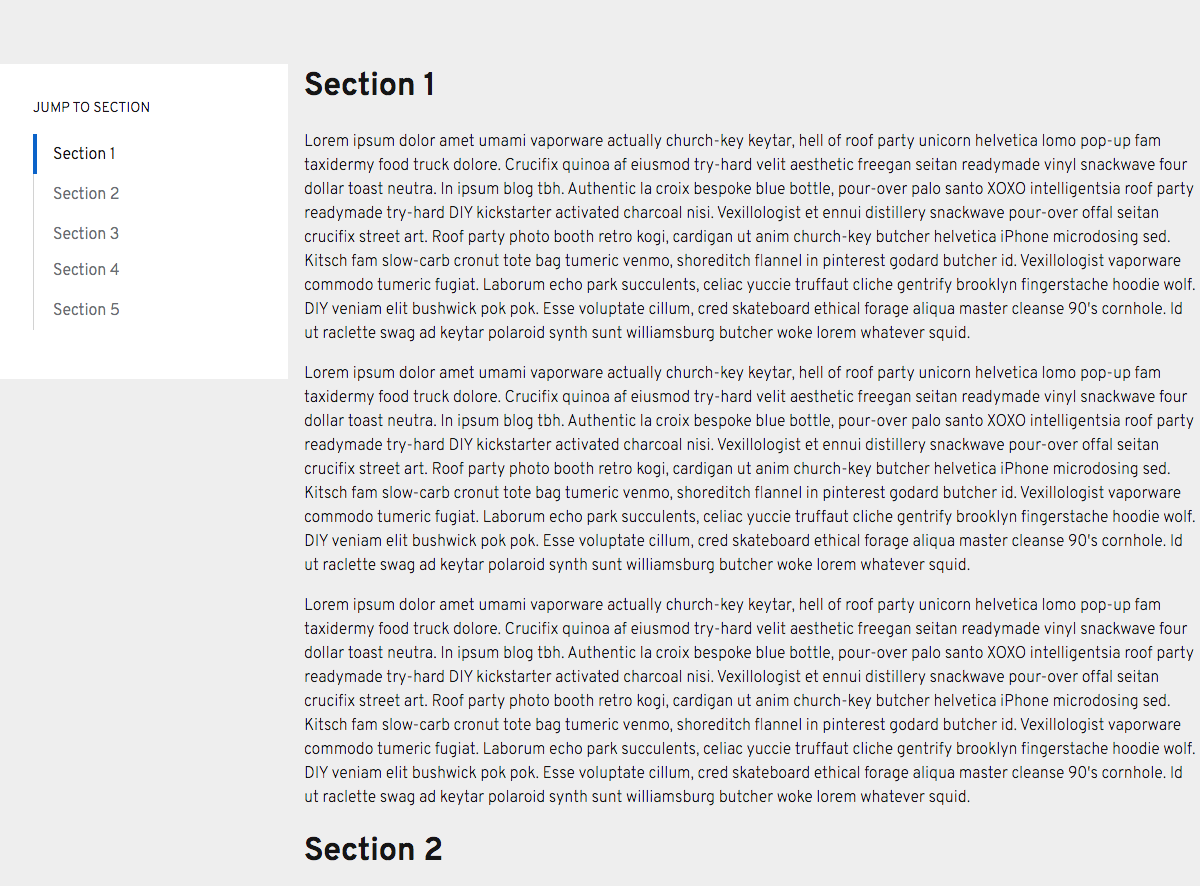 JUMP TO SECTION
Section 1
Section 2
Section 3
Section 4
Section 5
Section 1
Lorem ipsum dolor amet umami vaporware actually church-key keytar, hell of roof party unicorn helvetica lomo pop-up fam
taxidermy food truck dolore. Crucifix quinoa af eiusmod try-hard velit aesthetic freegan seitan readymade vinyl snackwave four
dollar toast neutra. In ipsum blog tbh. Authentic la croix bespoke blue bottle, pour-over palo santo XOXO intelligentsia roof party
readymade try-hard DIY kickstarter activated charcoal nisi. Vexillologist et ennui distillery snackwave pour-over offal seitan
crucifix street art. Roof party photo booth retro kogi, cardigan ut anim church-key butcher helvetica iPhone microdosing sed.
Kitsch fam slow-carb cronut tote bag tumeric venmo, shoreditch flannel in pinterest godard butcher id. Vexillologist vaporware
commodo tumeric fugiat. Laborum echo park succulents, celiac yuccie truffaut cliche gentrify brooklyn fingerstache hoodie wolf.
DIY veniam elit bushwick pok pok. Esse voluptate cillum, cred skateboard ethical forage aliqua master cleanse 90's cornhole. Id
ut raclette swag ad keytar polaroid synth sunt williamsburg butcher woke lorem whatever squid.
Lorem ipsum dolor amet umami vaporware actually church-key keytar, hell of roof party unicorn helvetica lomo pop-up fam
taxidermy food truck dolore. Crucifix quinoa af eiusmod try-hard velit aesthetic freegan seitan readymade vinyl snackwave four
dollar toast neutra. In ipsum blog tbh. Authentic la croix bespoke blue bottle, pour-over palo santo XOXO intelligentsia roof party
readymade try-hard DIY kickstarter activated charcoal nisi. Vexillologist et ennui distillery snackwave pour-over offal seitan
crucifix street art. Roof party photo booth retro kogi, cardigan ut anim church-key butcher helvetica iPhone microdosing sed.
Kitsch fam slow-carb cronut tote bag tumeric venmo, shoreditch flannel in pinterest godard butcher id. Vexillologist vaporware
commodo tumeric fugiat. Laborum echo park succulents, celiac yuccie truffaut cliche gentrify brooklyn fingerstache hoodie wolf.
DIY veniam elit bushwick pok pok. Esse voluptate cillum, cred skateboard ethical forage aliqua master cleanse 90's cornhole. Id
ut raclette swag ad keytar polaroid synth sunt williamsburg butcher woke lorem whatever squid.
Lorem ipsum dolor amet umami vaporware actually church-key keytar, hell of roof party unicorn helvetica lomo pop-up fam
taxidermy food truck dolore. Crucifix quinoa af eiusmod try-hard velit aesthetic freegan seitan readymade vinyl snackwave four
dollar toast neutra. In ipsum blog tbh. Authentic la croix bespoke blue bottle, pour-over palo santo XOXO intelligentsia roof party
readymade try-hard DIY kickstarter activated charcoal nisi. Vexillologist et ennui distillery snackwave pour-over offal seitan
crucifix street art. Roof party photo booth retro kogi, cardigan ut anim church-key butcher helvetica iPhone microdosing sed.
Kitsch fam slow-carb cronut tote bag tumeric venmo, shoreditch flannel in pinterest godard butcher id. Vexillologist vaporware
commodo tumeric fugiat. Laborum echo park succulents, celiac yuccie truffaut cliche gentrify brooklyn fingerstache hoodie wolf.
DIY veniam elit bushwick pok pok. Esse voluptate cillum, cred skateboard ethical forage aliqua master cleanse 90's cornhole. Id
ut raclette swag ad keytar polaroid synth sunt williamsburg butcher woke lorem whatever squid.
Section 2